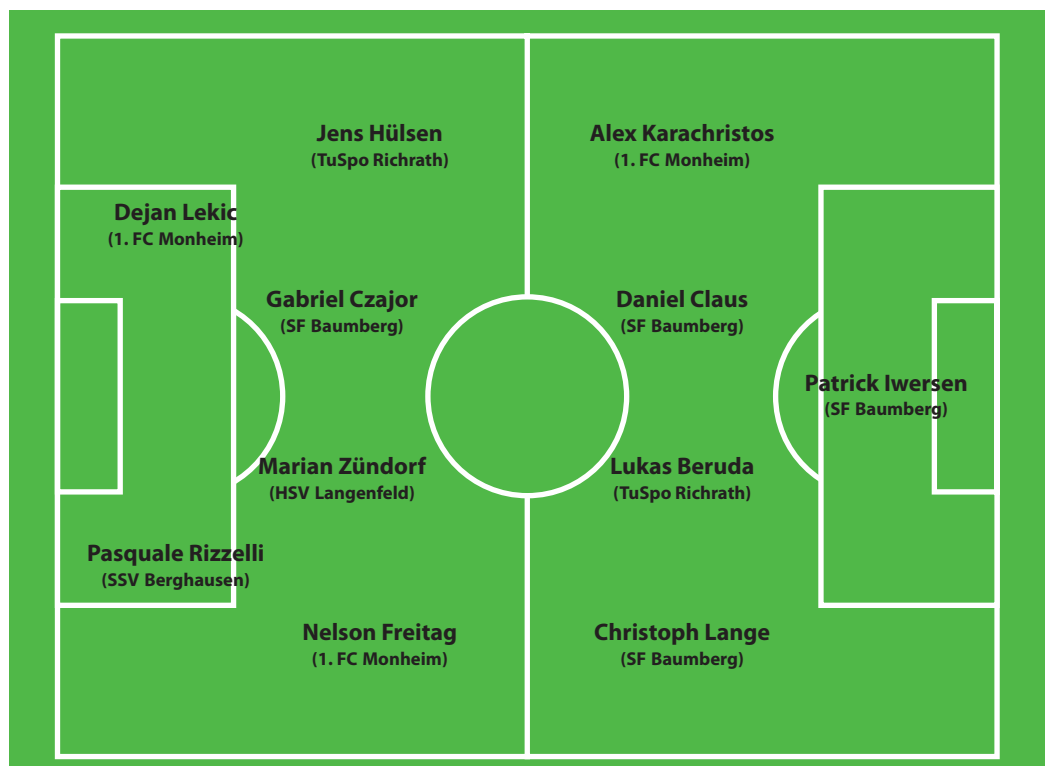 Jens Hülsen
(TuSpo Richrath)
Alex Karachristos
(1. FC Monheim)
Dejan Lekic
(1. FC Monheim)
Gabriel Czajor
(SF Baumberg)
Daniel Claus
(SF Baumberg)
Patrick Iwersen
(SF Baumberg)
Marian Zündorf
(HSV Langenfeld)
Lukas Beruda
(TuSpo Richrath)
Pasquale Rizzelli
(SSV Berghausen)
Nelson Freitag
(1. FC Monheim)
Christoph Lange
(SF Baumberg)